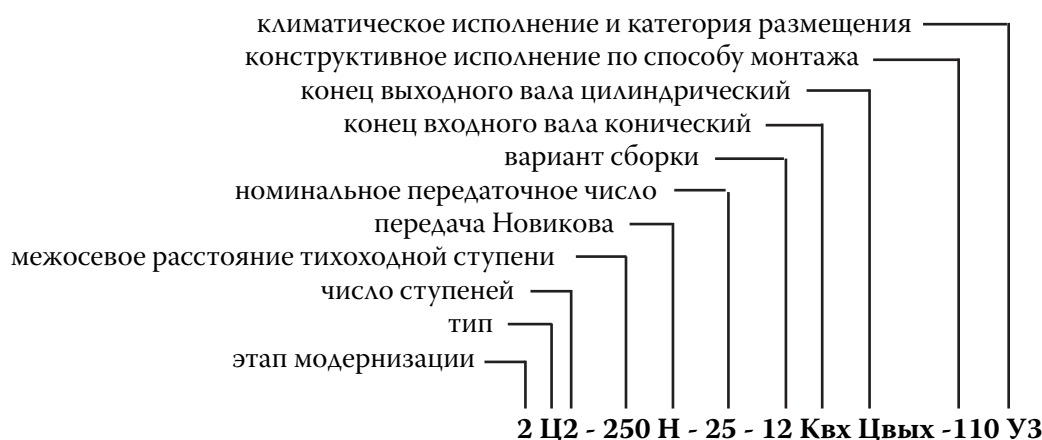 климатическое исполнение и категория размещения
конструктивное исполнение по способу монтажа
конец выходного вала цилиндрический
конец входного вала конический
вариант сборки
номинальное передаточное число
передача Новикова
межосевое расстояние тихоходной ступени
число ступеней
тип
этап модернизации
2 Ц2 - 250 Н - 25 - 12 Квх Цвых -110 У3